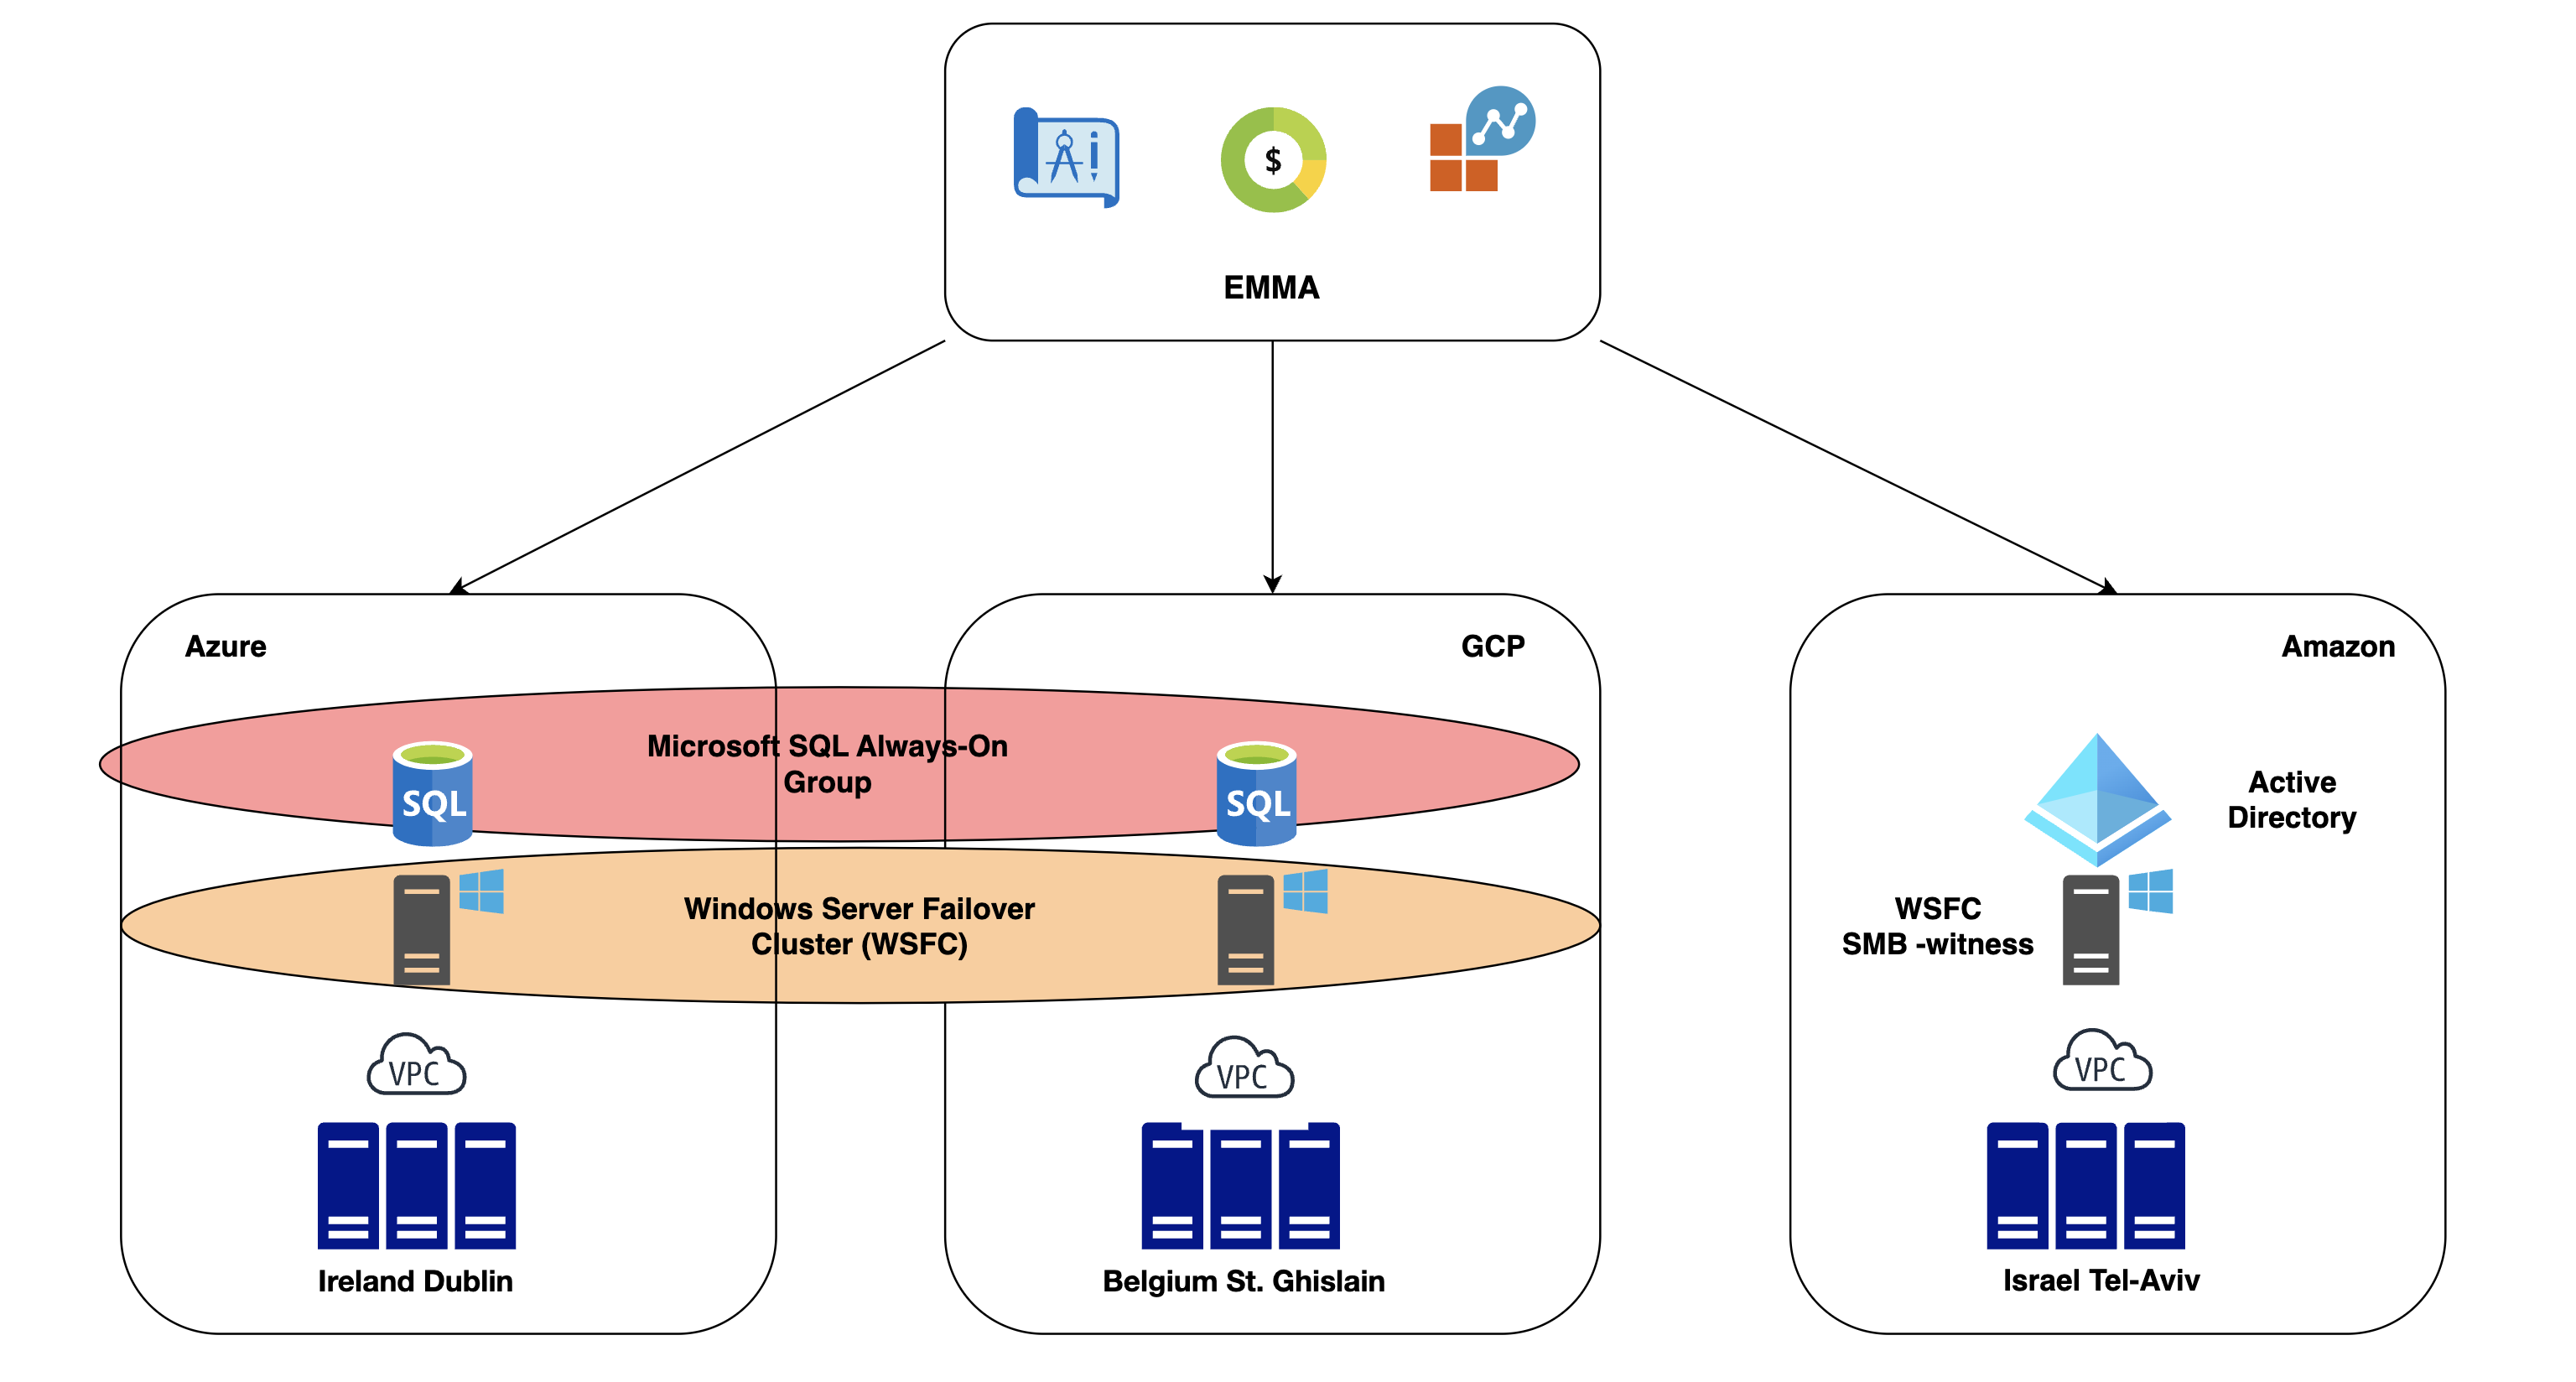 $
EMMA
Azure
GCP
Amazon
Microsoft SQL Always-On
Group
SQL
SQL
Active
Directory
Windows Server Failover
Cluster (WSFC)
WSFC
SMB -witness
VPC
VPC
VPC
Ireland Dublin
Belgium St. Ghislain
Israel Tel-Aviv